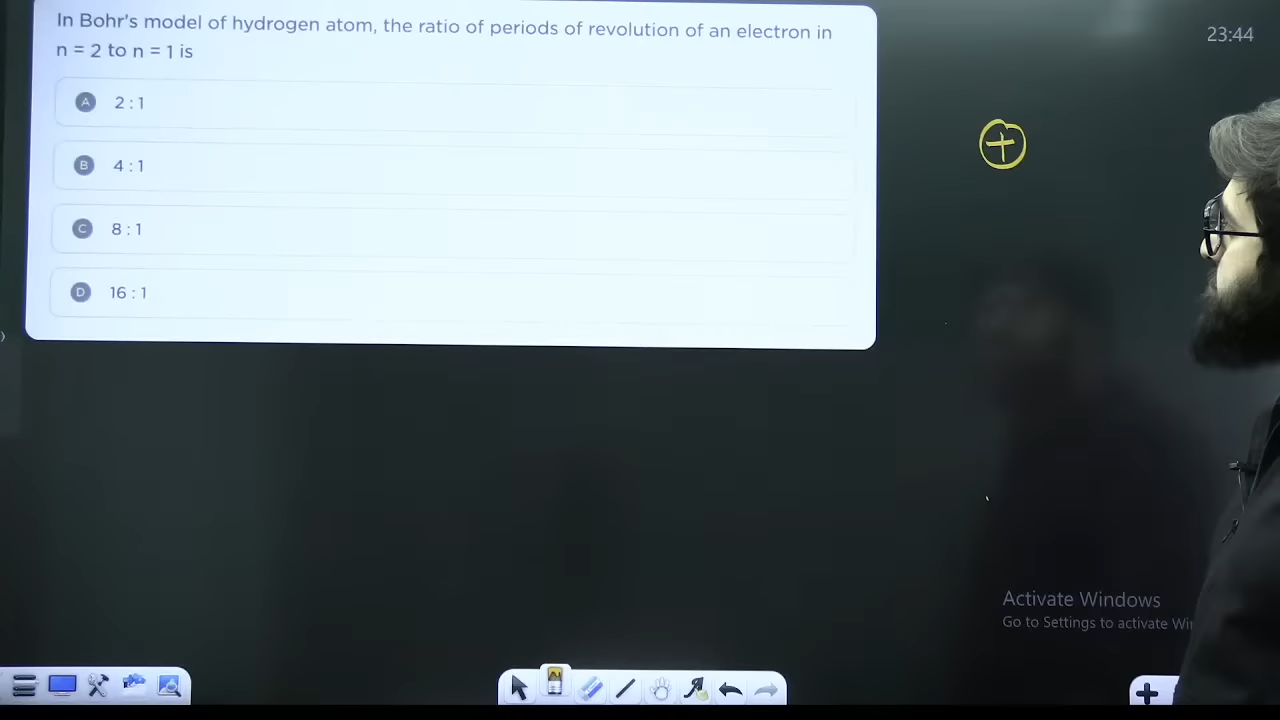 In Bohr's model of hydrogen atom, the ratio of periods of revolution of an electron in
n = 2 to n = 1 is
A 2 : 1
B 4 : 1
C 8 : 1
D 16 : 1
23:44
+
Activate Windows
Go to Settings to activate